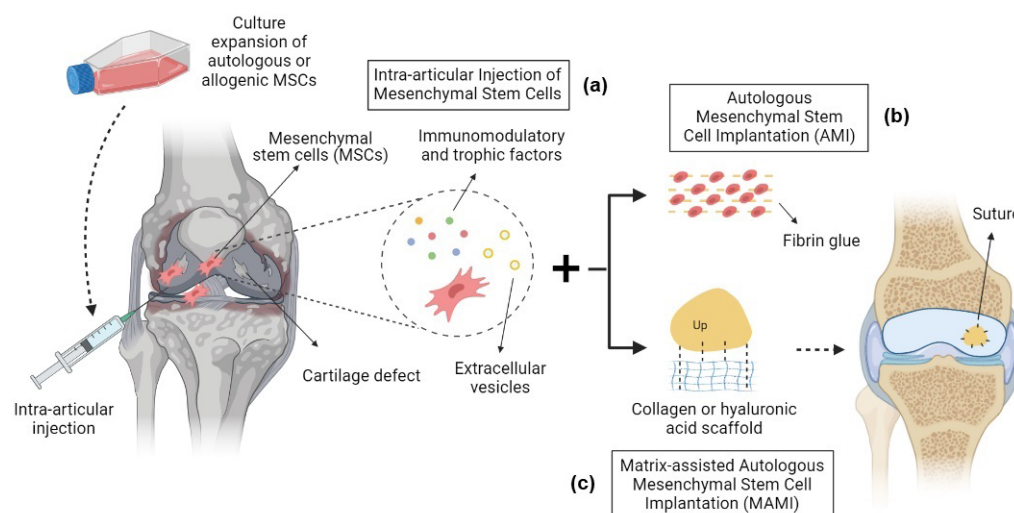 Culture
expansion of
autologous or
allogenic MSCs
Intra-articular Injection of
Mesenchymal Stem Cells
(a)
Autologous
Mesenchymal Stem
Cell Implantation (AMI)
(b)
Mesenchymal
stem cells (MSCs)
Immunomodulatory
and trophic factors
Fibrin glue
Suture
Up
Cartilage defect
Extracellular
vesicles
Intra-articular
injection
Collagen or hyaluronic
acid scaffold
(c)
Matrix-assisted Autologous
Mesenchymal Stem Cell
Implantation (MAMI)